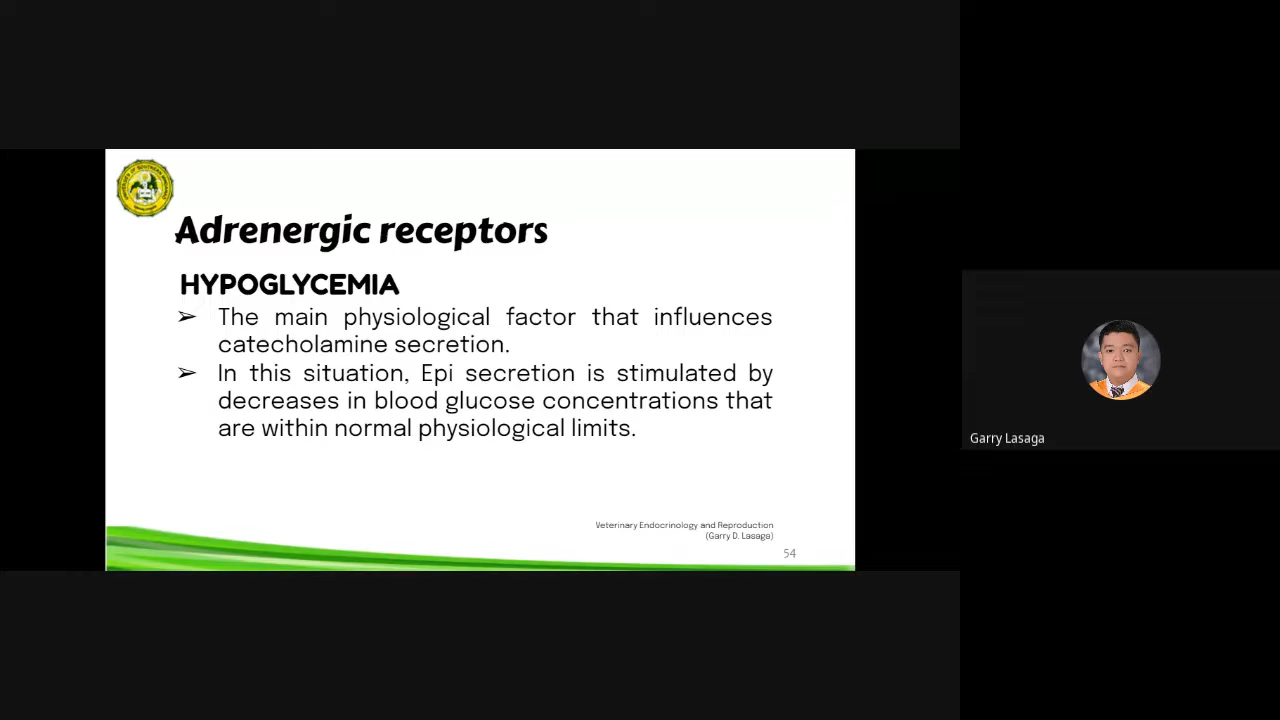 Adrenergic receptors
HYPOGLYCEMIA
➢ The main physiological factor that influences
catecholamine secretion.
➢ In this situation, Epi secretion is stimulated by
decreases in blood glucose concentrations that
are within normal physiological limits.
Veterinary Endocrinology and Reproduction
(Garry D. Lasaga)
54
Garry Lasaga